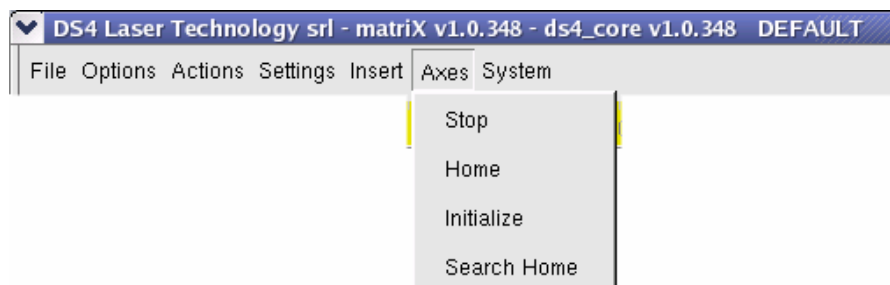 DS4 Laser Technology srl - matriX v1.0.348 - ds4_core v1.0.348 DEFAULT
File Options Actions Settings Insert Axes System
Stop
Home
Initialize
Search Home